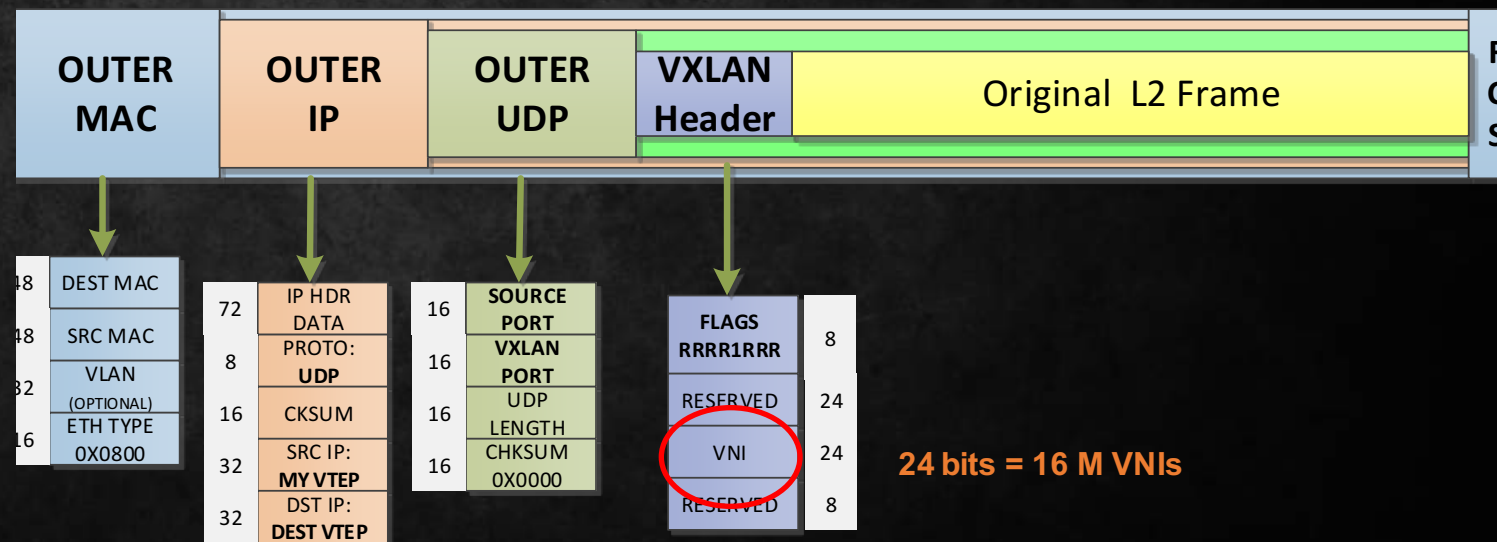 OUTER
MAC
OUTER
IP
OUTER
UDP
VXLAN
Header
Original L2 Frame
DEST MAC
SRC MAC
VLAN
(OPTIONAL)
ETH TYPE
0X0800
72
IP HDR
DATA
8
PROTO:
UDP
16
CKSUM
32
SRC IP:
MY VTEP
32
DST IP:
DEST VTEP
16
SOURCE
PORT
16
VXLAN
PORT
16
UDP
LENGTH
16
CHKSUM
0X0000
FLAGS
RRRR1RRR
8
RESERVED
24
VNI
24
RESERVED
8
24 bits = 16 M VNIs